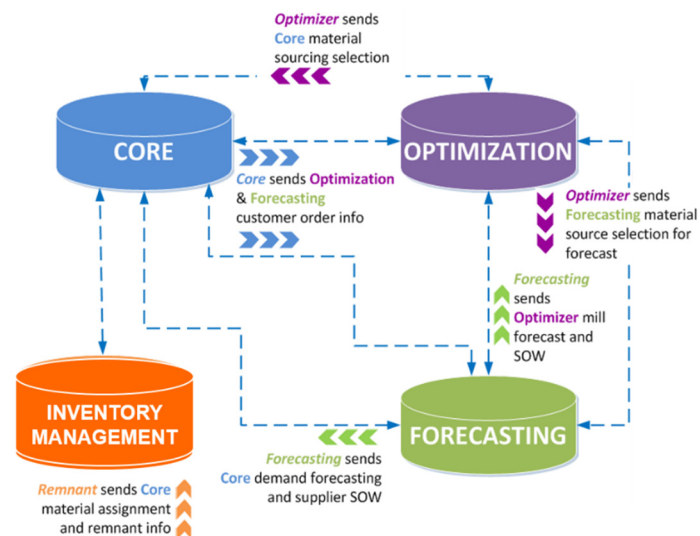 Optimizer sends
Core material
sourcing selection
CORE
OPTIMIZATION
Core sends Optimization
& Forecasting
customer order info
Optimizer sends
Forecasting material
source selection for
forecast
Forecasting
sends
Optimizer mill
forecast and
SOW
INVENTORY
MANAGEMENT
FORECASTING
Forecasting sends
Core demand forecasting
and supplier SOW
Remnant sends Core
material assignment
and remnant info